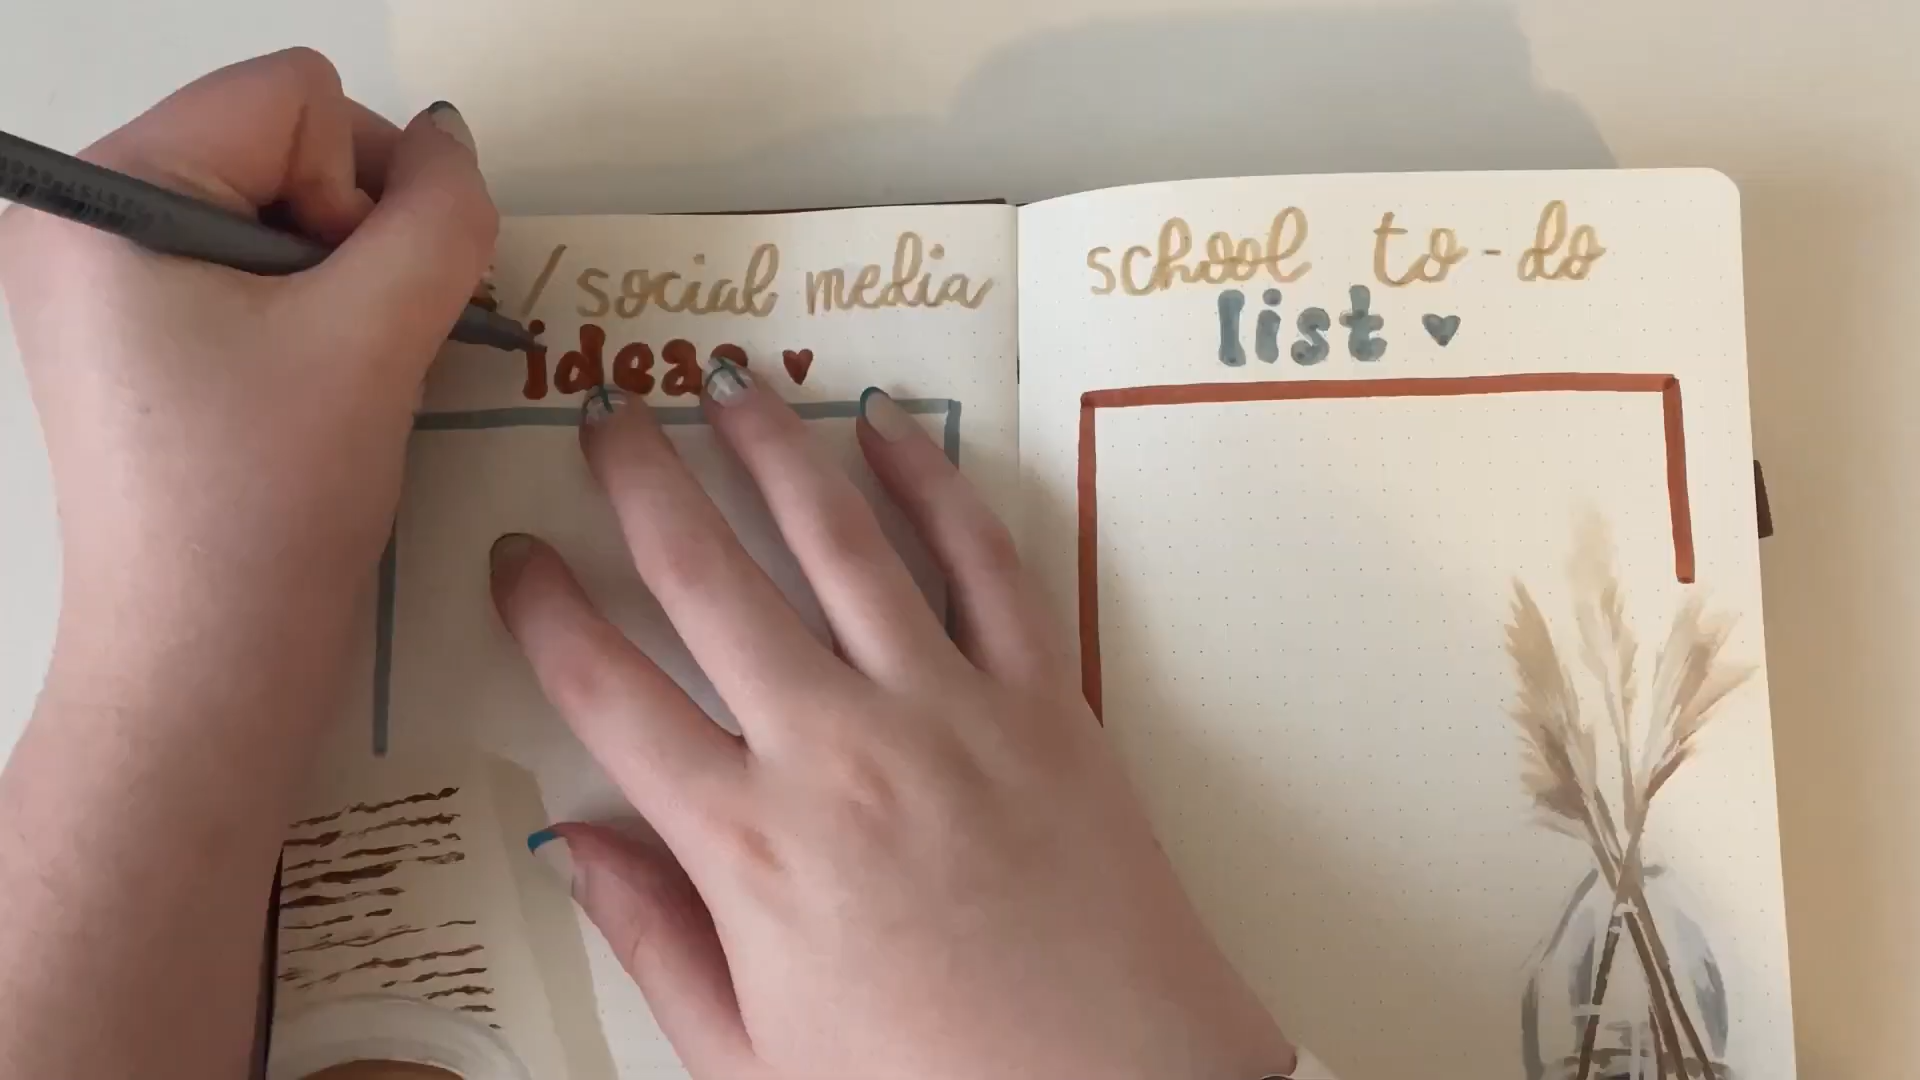 / social media
ideas ♥
school to-do
list ♥